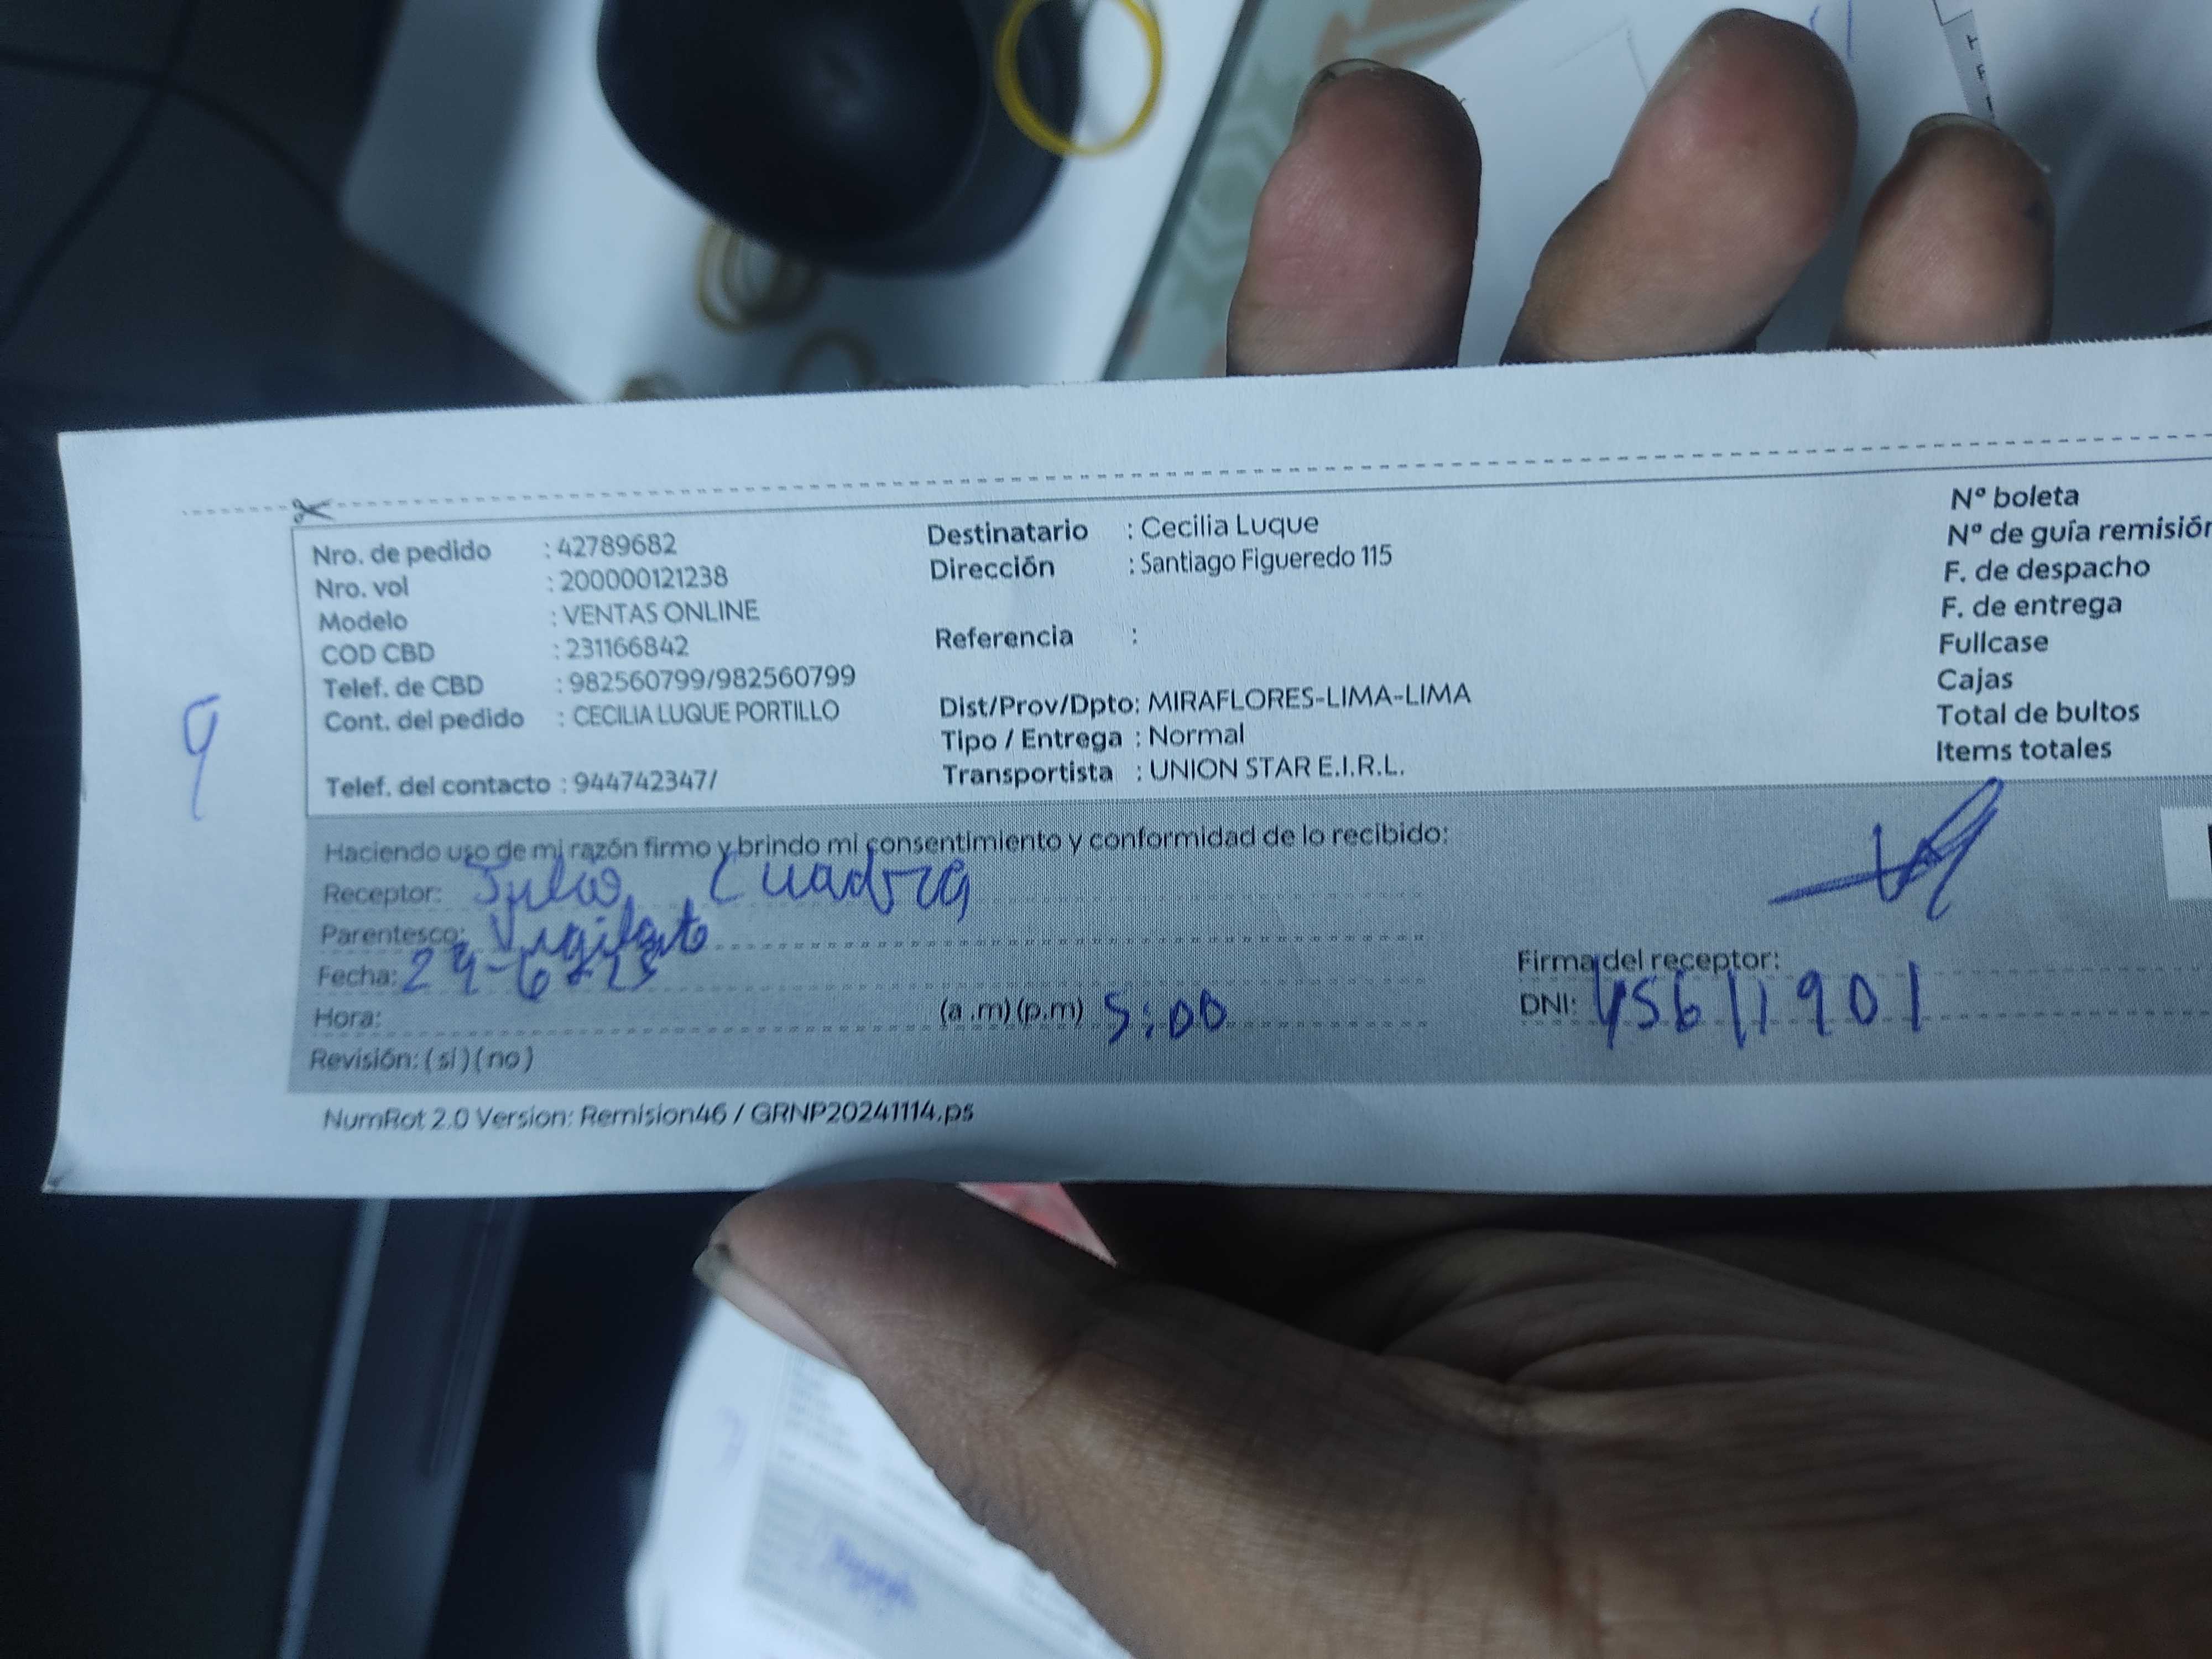 Nro. de pedido : 42789682
Nro. vol : 200000121238
Modelo : VENTAS ONLINE
COD CBD : 231166842
Telef. de CBD : 982560799/982560799
Cont. del pedido : CECILIA LUQUE PORTILLO
Telef. del contacto : 944742347/
Destinatario : Cecilia Luque
Dirección : Santiago Figueredo 115
Referencia :
Dist/Prov/Dpto: MIRAFLORES-LIMA-LIMA
Tipo / Entrega : Normal
Transportista : UNION STAR E.I.R.L.
Nº boleta
Nº de guía remisión
F. de despacho
F. de entrega
Fullcase
Cajas
Total de bultos
Items totales
9
Haciendo uso de mi razón firmo y brindo mi consentimiento y conformidad de lo recibido:
Receptor: Julio Cuadra
Parentesco: Vigilante
Fecha:
Hora: (a .m) (p.m) 5:00
Revisión: ( si ) ( no )
Firma del receptor:
DNI: 45611901
NumRot 2.0 Version: Remision46 / GRNP20241114.ps